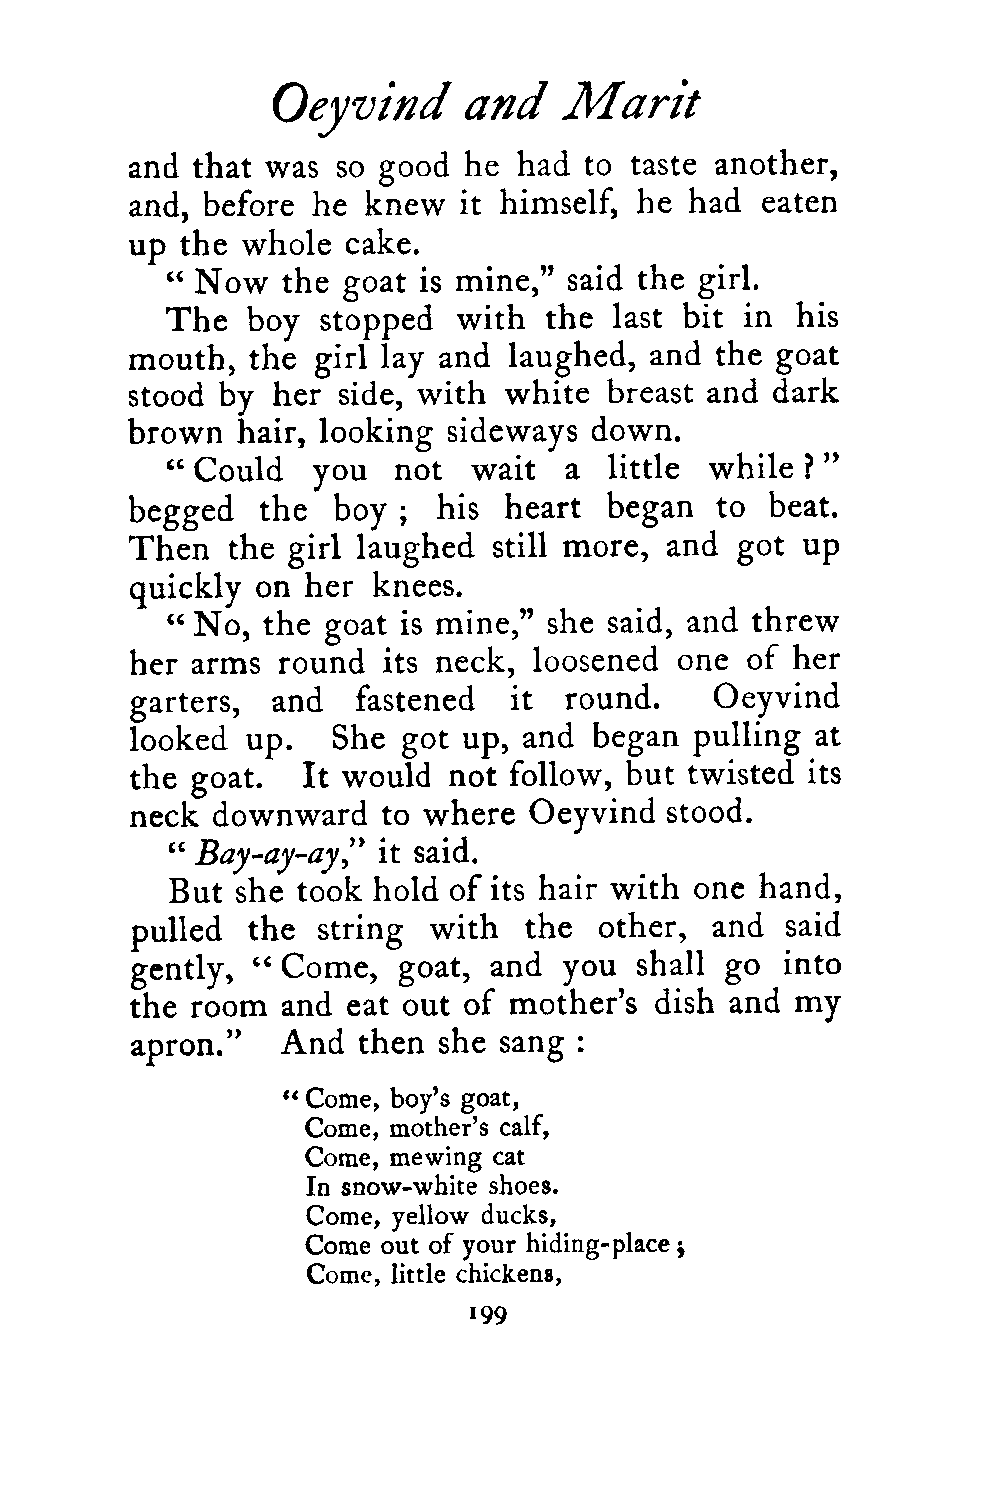 Oeyvind and Marit
and that was so good he had to taste another,
and, before he knew it himself, he had eaten
up the whole cake.
“ Now the goat is mine,” said the girl.
The boy stopped with the last bit in his
mouth, the girl lay and laughed, and the goat
stood by her side, with white breast and dark
brown hair, looking sideways down.
“ Could you not wait a little while ? ”
begged the boy ; his heart began to beat.
Then the girl laughed still more, and got up
quickly on her knees.
“ No, the goat is mine,” she said, and threw
her arms round its neck, loosened one of her
garters, and fastened it round. Oeyvind
looked up. She got up, and began pulling at
the goat. It would not follow, but twisted its
neck downward to where Oeyvind stood.
“ Bay-ay-ay,” it said.
But she took hold of its hair with one hand,
pulled the string with the other, and said
gently, “ Come, goat, and you shall go into
the room and eat out of mother’s dish and my
apron.” And then she sang :
“ Come, boy’s goat,
Come, mother’s calf,
Come, mewing cat
In snow-white shoes.
Come, yellow ducks,
Come out of your hiding-place ;
Come, little chickens,
199